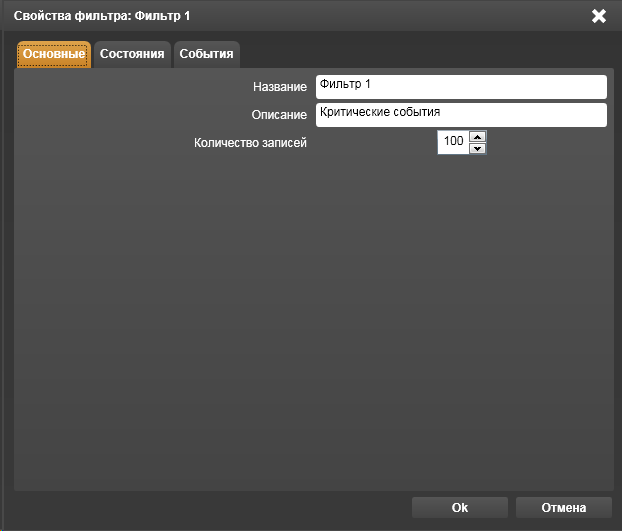 Свойства фильтра: Фильтр 1
Основные Состояния События
Название Фильтр 1
Описание Критические события
Количество записей 100
Ok Отмена